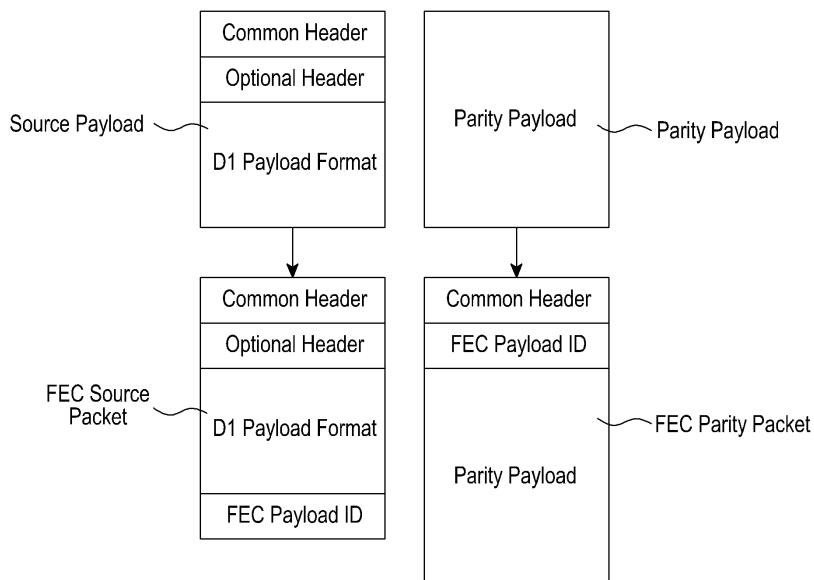 Common Header
Optional Header
Source Payload
D1 Payload Format
Parity Payload
Parity Payload
Common Header
Optional Header
FEC Source
Packet
D1 Payload Format
FEC Payload ID
Common Header
FEC Payload ID
Parity Payload
FEC Parity Packet